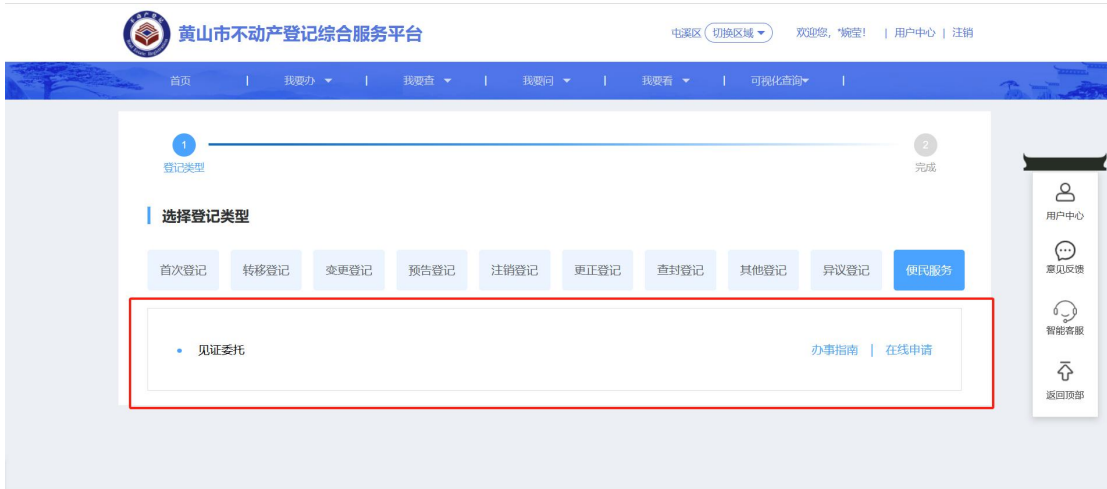 黄山市不动产登记综合服务平台
屯溪区 切换区域 欢迎您，*婉莹！ | 用户中心 | 注销
首页 | 我要办 | 我要查 | 我要问 | 我要看 | 可视化查询 |
1 2
登记类型 完成
选择登记类型
首次登记 转移登记 变更登记 预告登记 注销登记 更正登记 查封登记 其他登记 异议登记 便民服务
见证委托 办事指南 | 在线申请
用户中心
意见反馈
智能客服
返回顶部